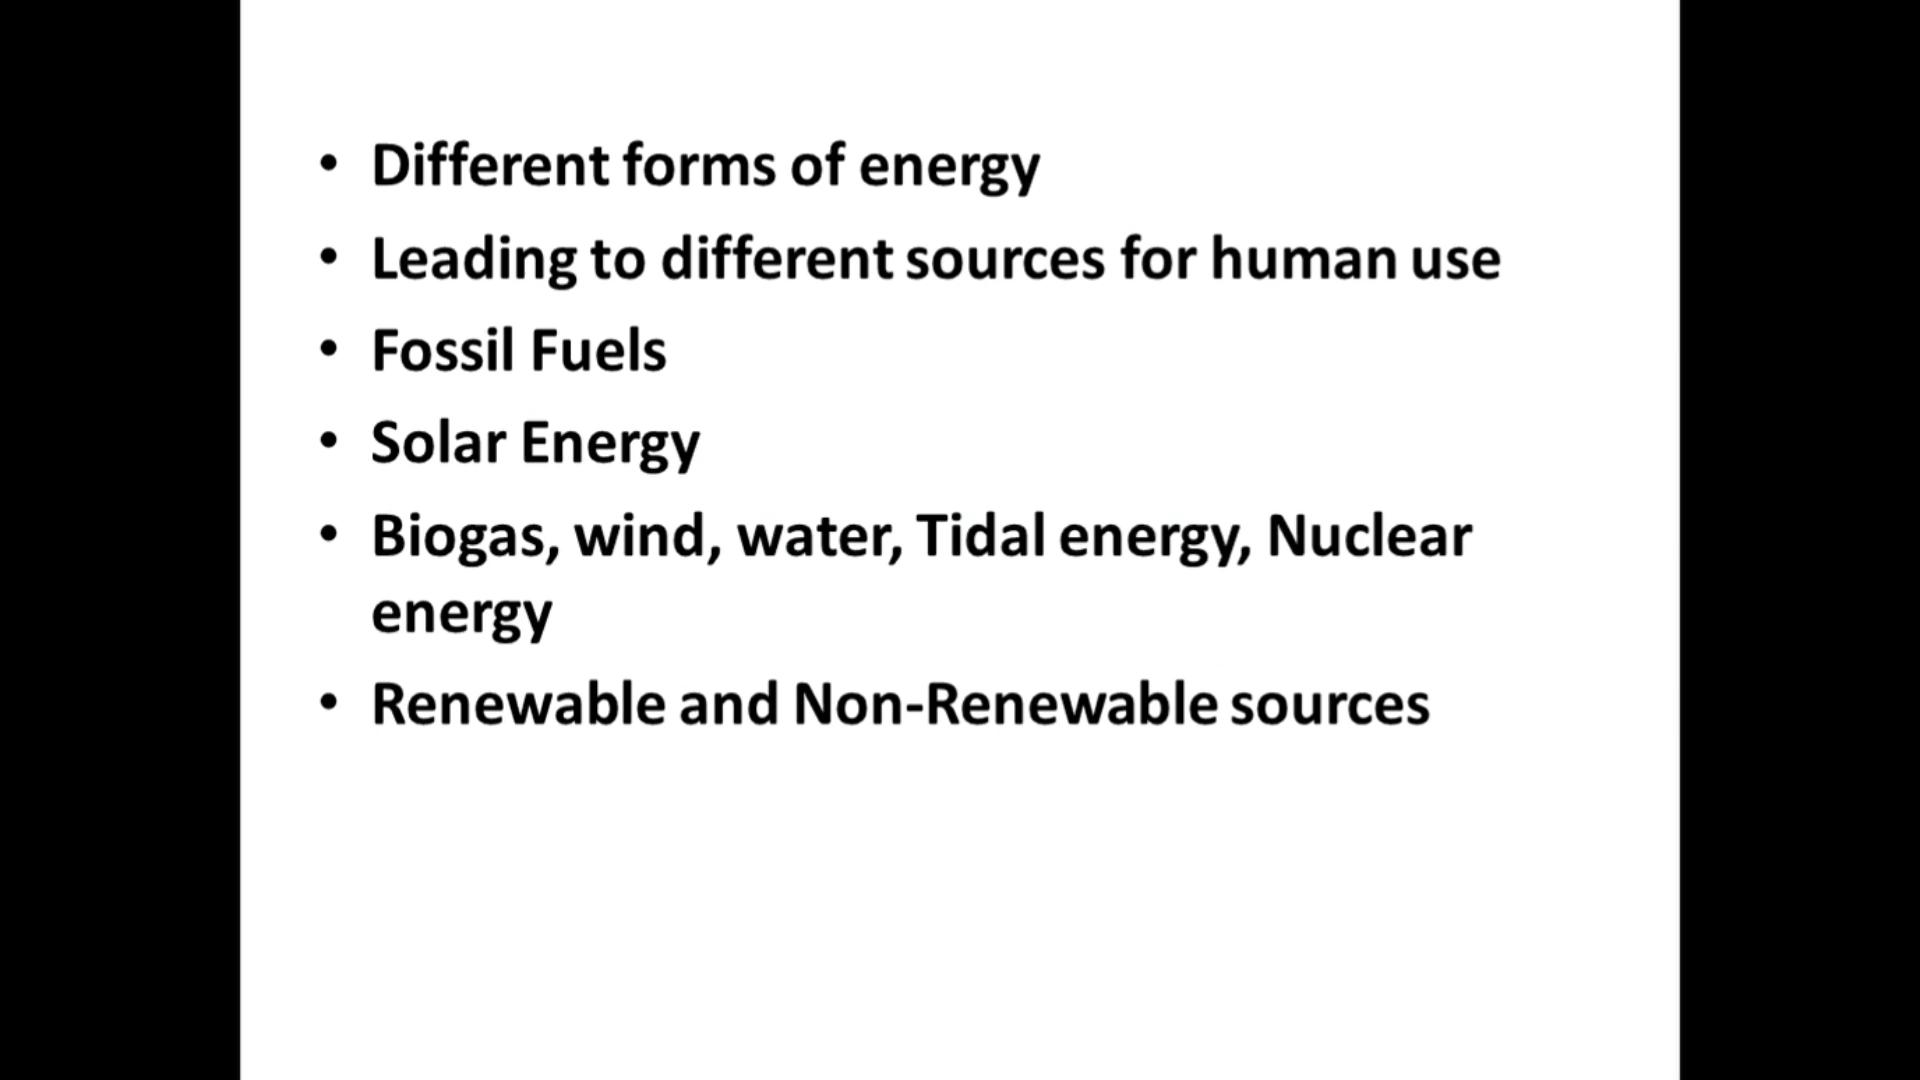 • Different forms of energy
• Leading to different sources for human use
• Fossil Fuels
• Solar Energy
• Biogas, wind, water, Tidal energy, Nuclear
energy
• Renewable and Non-Renewable sources